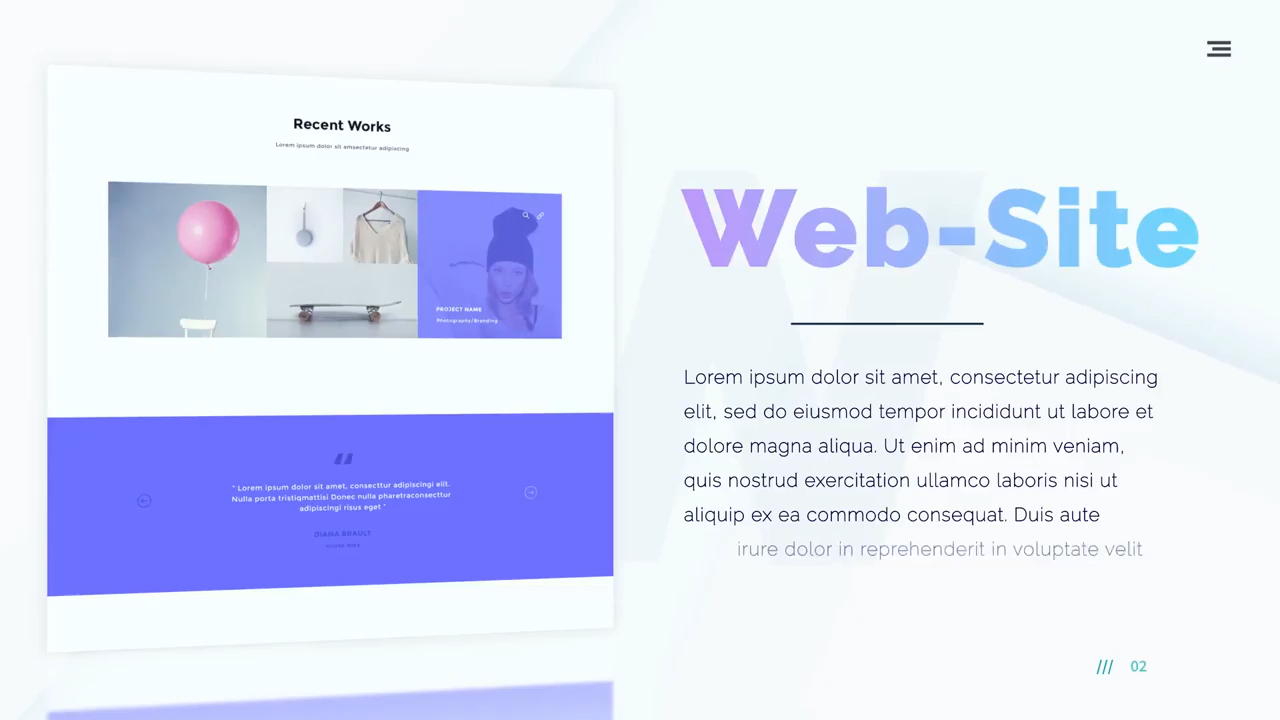 Recent Works
Lorem ipsum dolor sit amsectetur adipiscing
PROJECT NAME
Photography/Branding
" Lorem ipsum dolor sit amet, consecttur adipiscingi elit.
Nulla porta tristiqmattisi Donec nulla pharetraconsecttur
adipiscingi risus eget "
DIANA BRAULT
Web-Site
Lorem ipsum dolor sit amet, consectetur adipiscing
elit, sed do eiusmod tempor incididunt ut labore et
dolore magna aliqua. Ut enim ad minim veniam,
quis nostrud exercitation ullamco laboris nisi ut
aliquip ex ea commodo consequat. Duis aute
irure dolor in reprehenderit in voluptate velit
/// 02